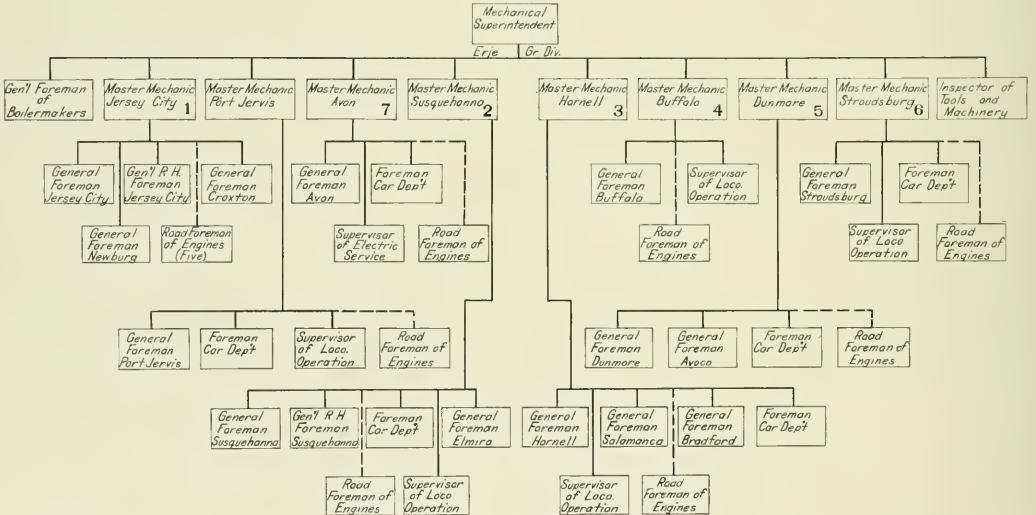 Mechanical
Superintendent
Erie Gr. Div.
Gen'l Foreman
of
Boilermakers
Master Mechanic
Jersey City 1
Master Mechanic
Port Jervis
Master Mechanic
Avon
7
Master Mechanic
Susquehanna 2
Master Mechanic
Hornell
3
Master Mechanic
Buffalo
4
Master Mechanic
Dunmore
5
Master Mechanic
Stroudsburg 6
Inspector of
Tools and
Machinery
General
Foreman
Jersey City
Gen'l R.H.
Foreman
Jersey City
General
Foreman
Croxton
General
Foreman
Avon
Foreman
Car Dep't
General
Foreman
Buffalo
Supervisor
of Loco.
Operation
General
Foreman
Stroudsburg
Foreman
Car Dep't
General
Foreman
Newburg
Road Foreman
of Engines
(Five)
Supervisor
of Electric
Service
Road
Foreman of
Engines
Road
Foreman of
Engines
Supervisor
of Loco
Operation
Road
Foreman of
Engines
General
Foreman
Port Jervis
Foreman
Car Dep't
Supervisor
of Loco.
Operation
Road
Foreman of
Engines
General
Foreman
Dunmore
General
Foreman
Avoca
Foreman
Car Dep't
Road
Foreman of
Engines
General
Foreman
Susquehanna
Gen'l R H
Foreman
Susquehanna
Foreman
Car Dep't
General
Foreman
Elmira
General
Foreman
Hornell
General
Foreman
Salamanca
General
Foreman
Bradford
Foreman
Car Dep't
Road
Foreman of
Engines
Supervisor
of Loco
Operation
Supervisor
of Loco.
Operation
Road
Foreman of
Engines